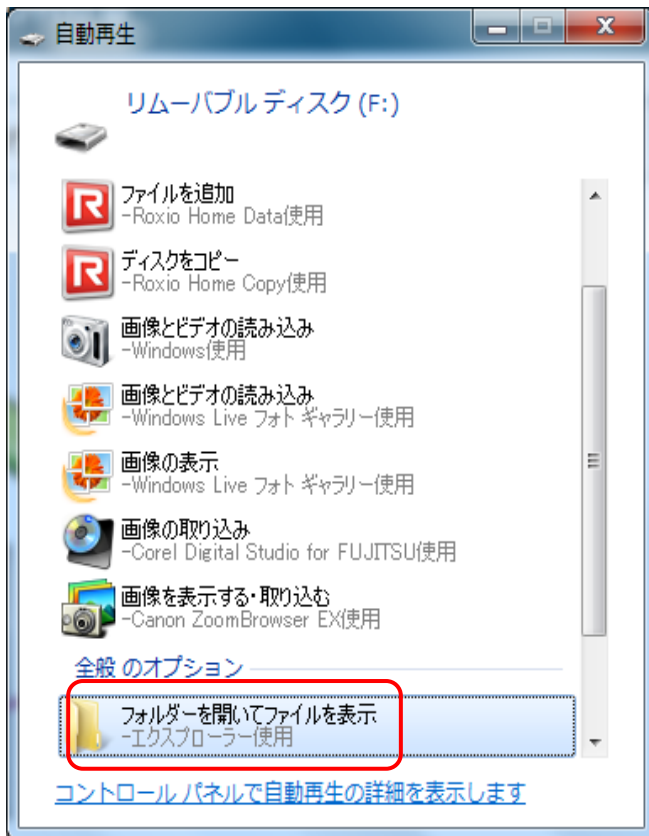 自動再生
リムーバブル ディスク (F:)
ファイルを追加
-Roxio Home Data使用
ディスクをコピー
-Roxio Home Copy使用
画像とビデオの読み込み
-Windows使用
画像とビデオの読み込み
-Windows Live フォト ギャラリー使用
画像の表示
-Windows Live フォト ギャラリー使用
画像の取り込み
-Corel Digital Studio for FUJITSU使用
画像を表示する・取り込む
-Canon ZoomBrowser EX使用
全般 のオプション
フォルダーを開いてファイルを表示
-エクスプローラー使用
コントロール パネルで自動再生の詳細を表示します